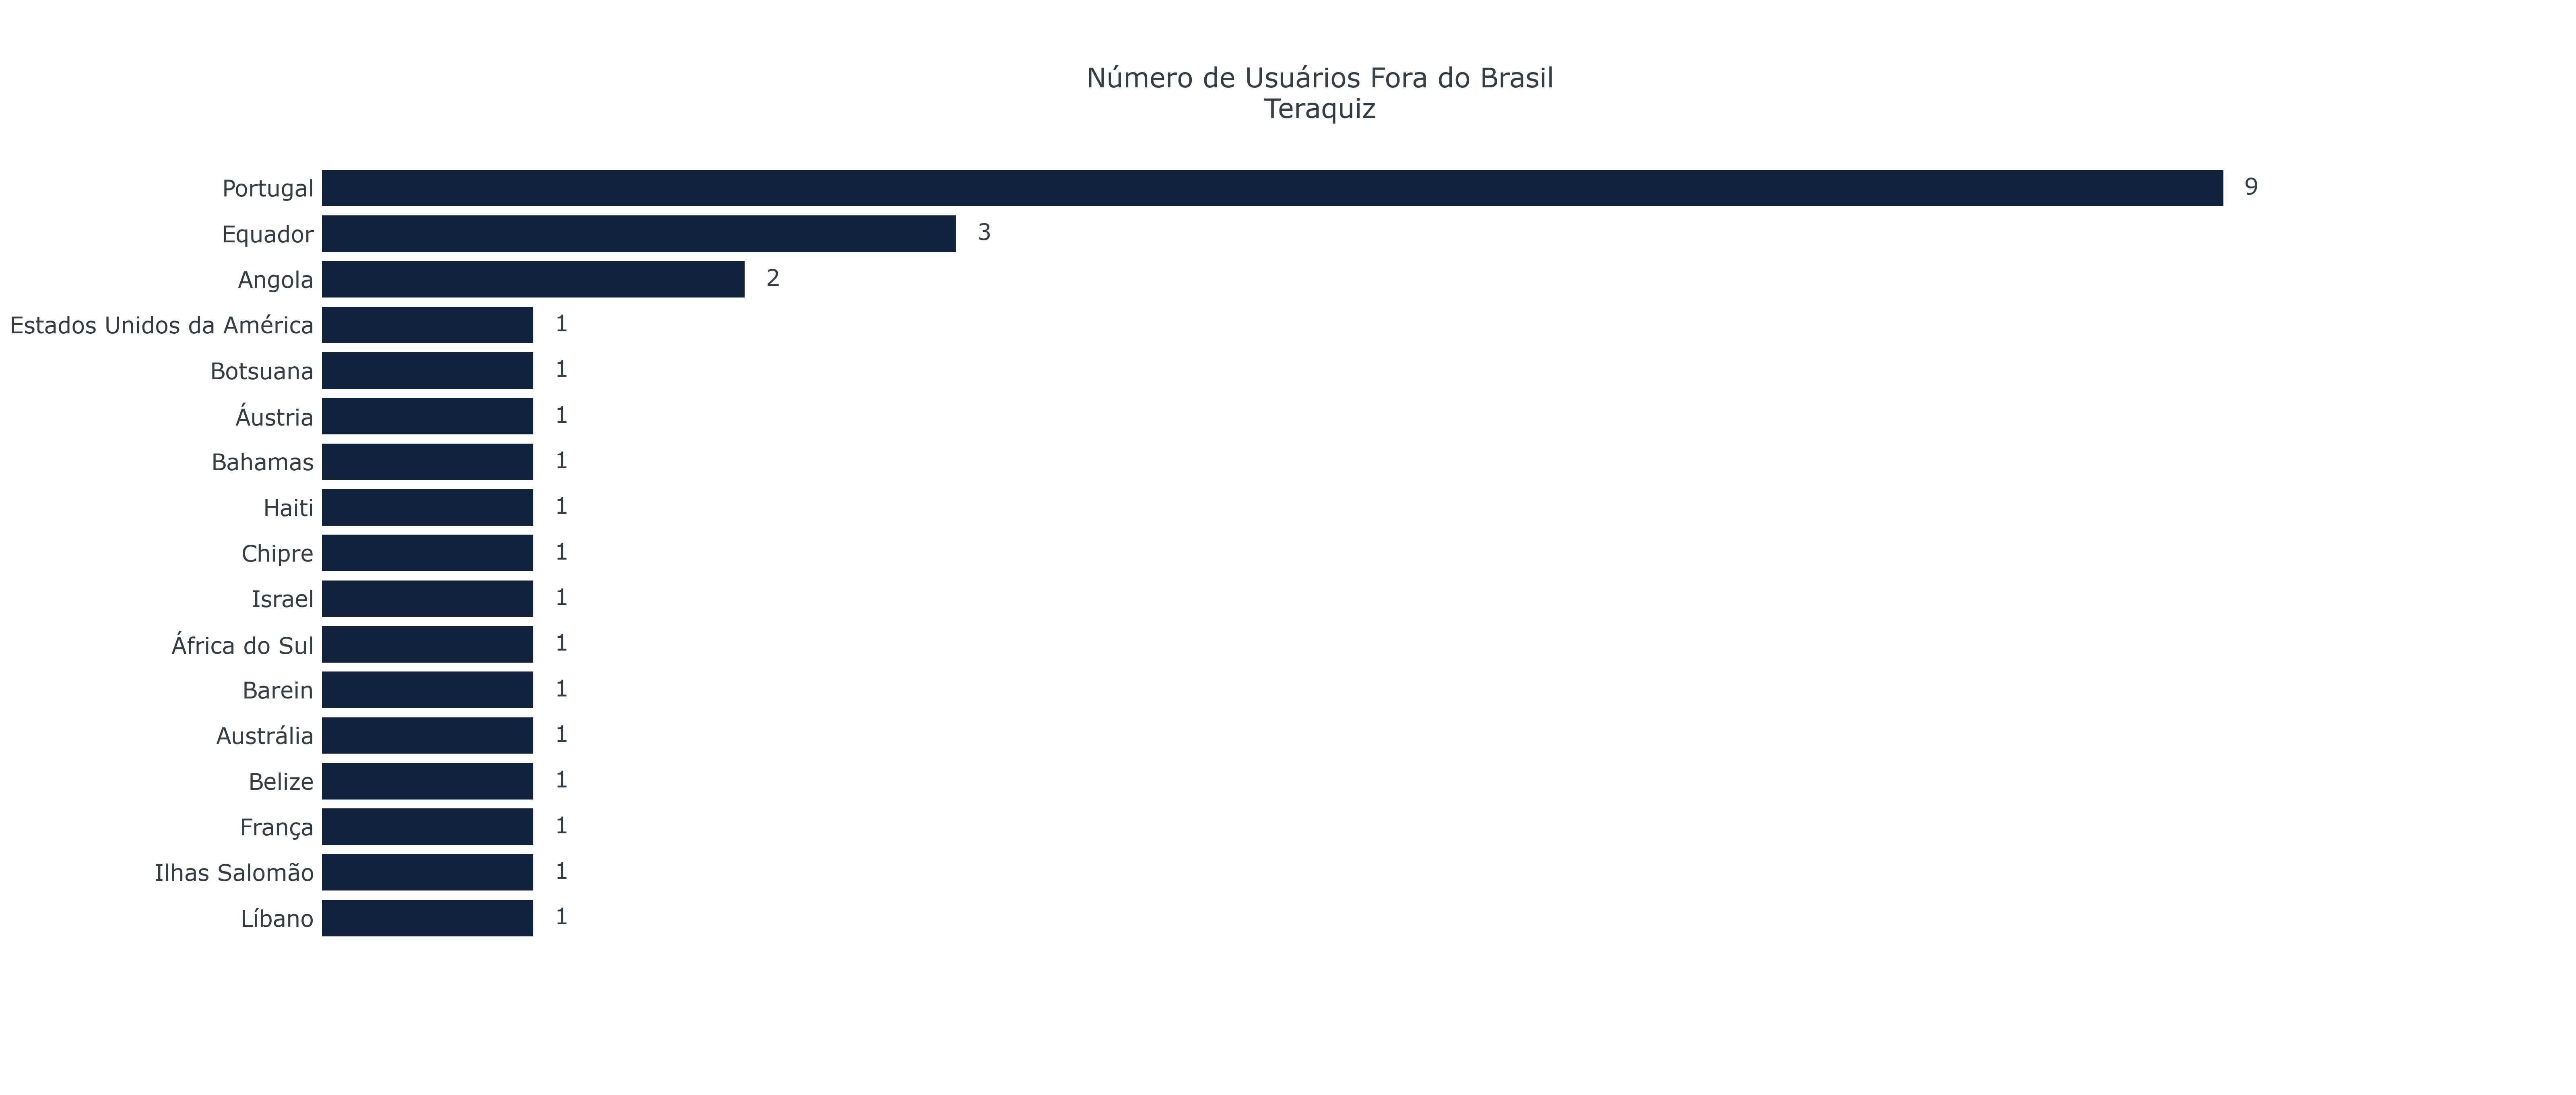 Número de Usuários Fora do Brasil
Teraquiz
Portugal 9
Equador 3
Angola 2
Estados Unidos da América 1
Botsuana 1
Áustria 1
Bahamas 1
Haiti 1
Chipre 1
Israel 1
África do Sul 1
Barein 1
Austrália 1
Belize 1
França 1
Ilhas Salomão 1
Líbano 1